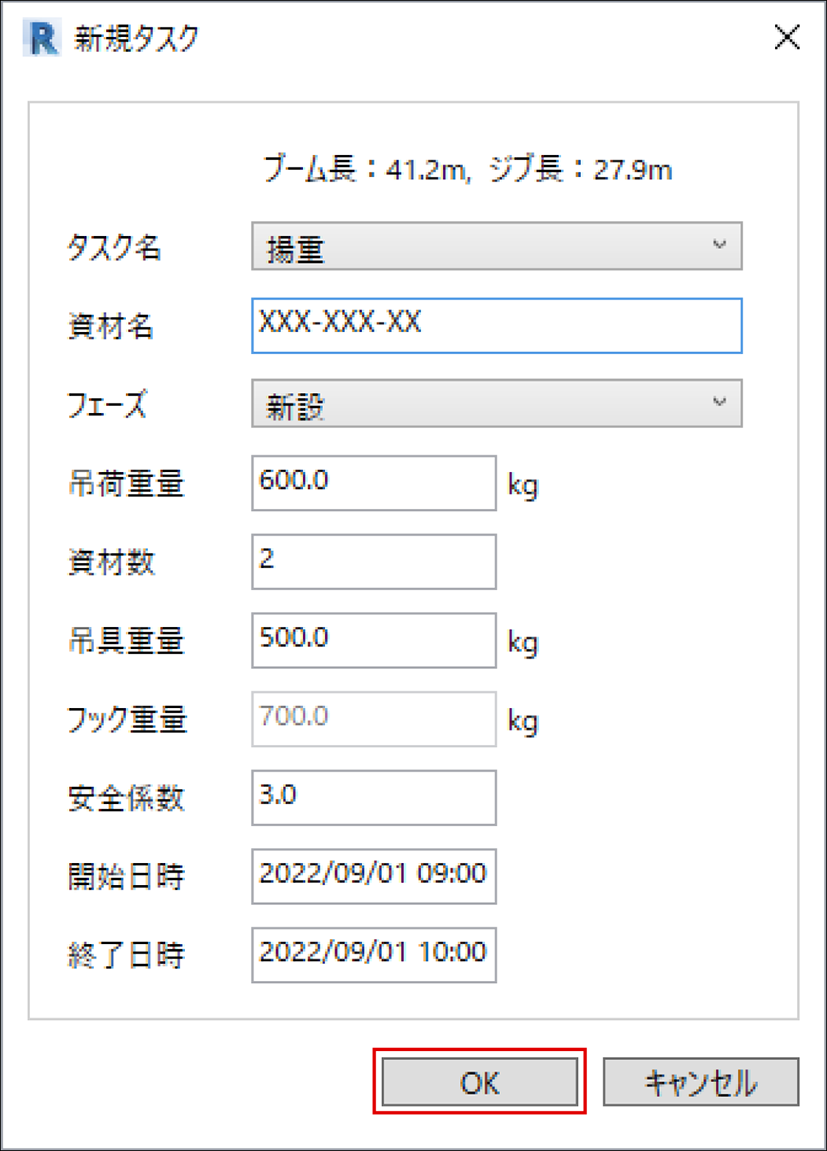 R 新規タスク
ブーム長：41.2m, ジブ長：27.9m
タスク名 揚重
資材名 XXX-XXX-XX
フェーズ 新設
吊荷重量 600.0 kg
資材数 2
吊具重量 500.0 kg
フック重量 700.0 kg
安全係数 3.0
開始日時 2022/09/01 09:00
終了日時 2022/09/01 10:00
OK キャンセル